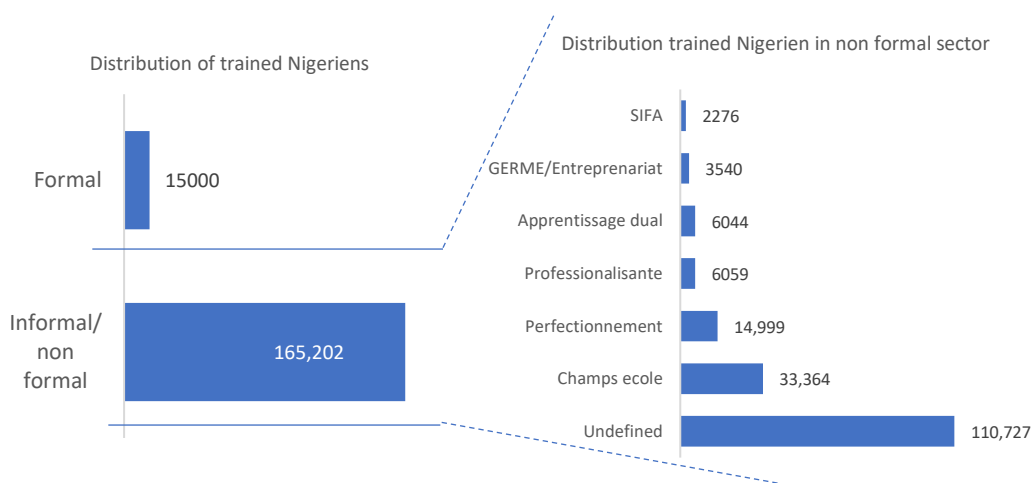 Distribution of trained Nigeriens
Formal
15000
Informal/
non
formal
165,202
Distribution trained Nigerien in non formal sector
SIFA
2276
GERME/Entreprenariat
3540
Apprentissage dual
6044
Professionalisante
6059
Perfectionnement
14,999
Champs ecole
33,364
Undefined
110,727